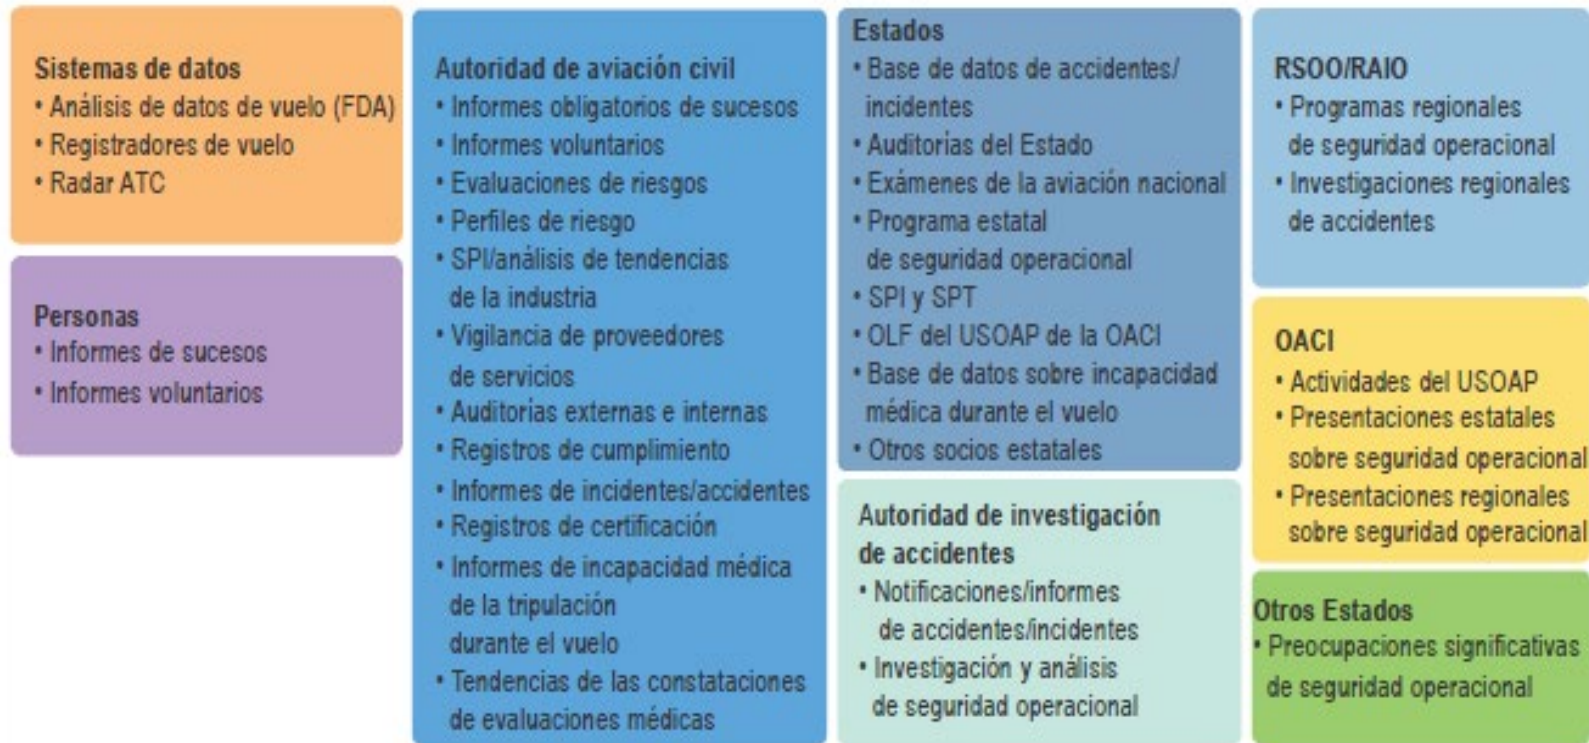 Sistemas de datos
• Análisis de datos de vuelo (FDA)
• Registradores de vuelo
• Radar ATC
Personas
• Informes de sucesos
• Informes voluntarios
Autoridad de aviación civil
• Informes obligatorios de sucesos
• Informes voluntarios
• Evaluaciones de riesgos
• Perfiles de riesgo
• SPI/análisis de tendencias
de la industria
• Vigilancia de proveedores
de servicios
• Auditorías externas e internas
• Registros de cumplimiento
• Informes de incidentes/accidentes
• Registros de certificación
• Informes de incapacidad médica
de la tripulación
durante el vuelo
• Tendencias de las constataciones
de evaluaciones médicas
Estados
• Base de datos de accidentes/
incidentes
• Auditorías del Estado
• Exámenes de la aviación nacional
• Programa estatal
de seguridad operacional
• SPI y SPT
• OLF del USOAP de la OACI
• Base de datos sobre incapacidad
médica durante el vuelo
• Otros socios estatales
Autoridad de investigación
de accidentes
• Notificaciones/informes
de accidentes/incidentes
• Investigación y análisis
de seguridad operacional
RSOO/RAIO
• Programas regionales
de seguridad operacional
• Investigaciones regionales
de accidentes
OACI
• Actividades del USOAP
• Presentaciones estatales
sobre seguridad operacional
• Presentaciones regionales
sobre seguridad operacional
Otros Estados
• Preocupaciones significativas
de seguridad operacional